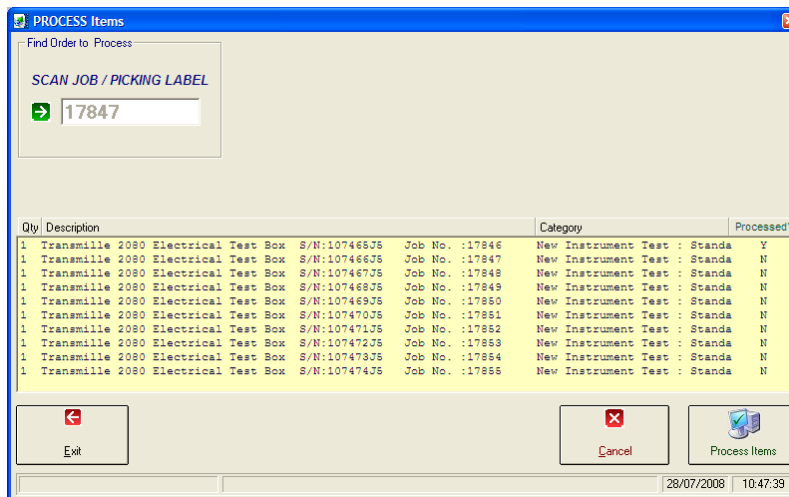 PROCESS Items
Find Order to Process
SCAN JOB / PICKING LABEL
17847
Qty Description Category Processed?
1 Transmille 2080 Electrical Test Box S/N:107465J5 Job No. :17846 New Instrument Test : Standa Y
1 Transmille 2080 Electrical Test Box S/N:107466J5 Job No. :17847 New Instrument Test : Standa N
1 Transmille 2080 Electrical Test Box S/N:107467J5 Job No. :17848 New Instrument Test : Standa N
1 Transmille 2080 Electrical Test Box S/N:107468J5 Job No. :17849 New Instrument Test : Standa N
1 Transmille 2080 Electrical Test Box S/N:107469J5 Job No. :17850 New Instrument Test : Standa N
1 Transmille 2080 Electrical Test Box S/N:107470J5 Job No. :17851 New Instrument Test : Standa N
1 Transmille 2080 Electrical Test Box S/N:107471J5 Job No. :17852 New Instrument Test : Standa N
1 Transmille 2080 Electrical Test Box S/N:107472J5 Job No. :17853 New Instrument Test : Standa N
1 Transmille 2080 Electrical Test Box S/N:107473J5 Job No. :17854 New Instrument Test : Standa N
1 Transmille 2080 Electrical Test Box S/N:107474J5 Job No. :17855 New Instrument Test : Standa N
Exit Cancel Process Items
28/07/2008 10:47:39